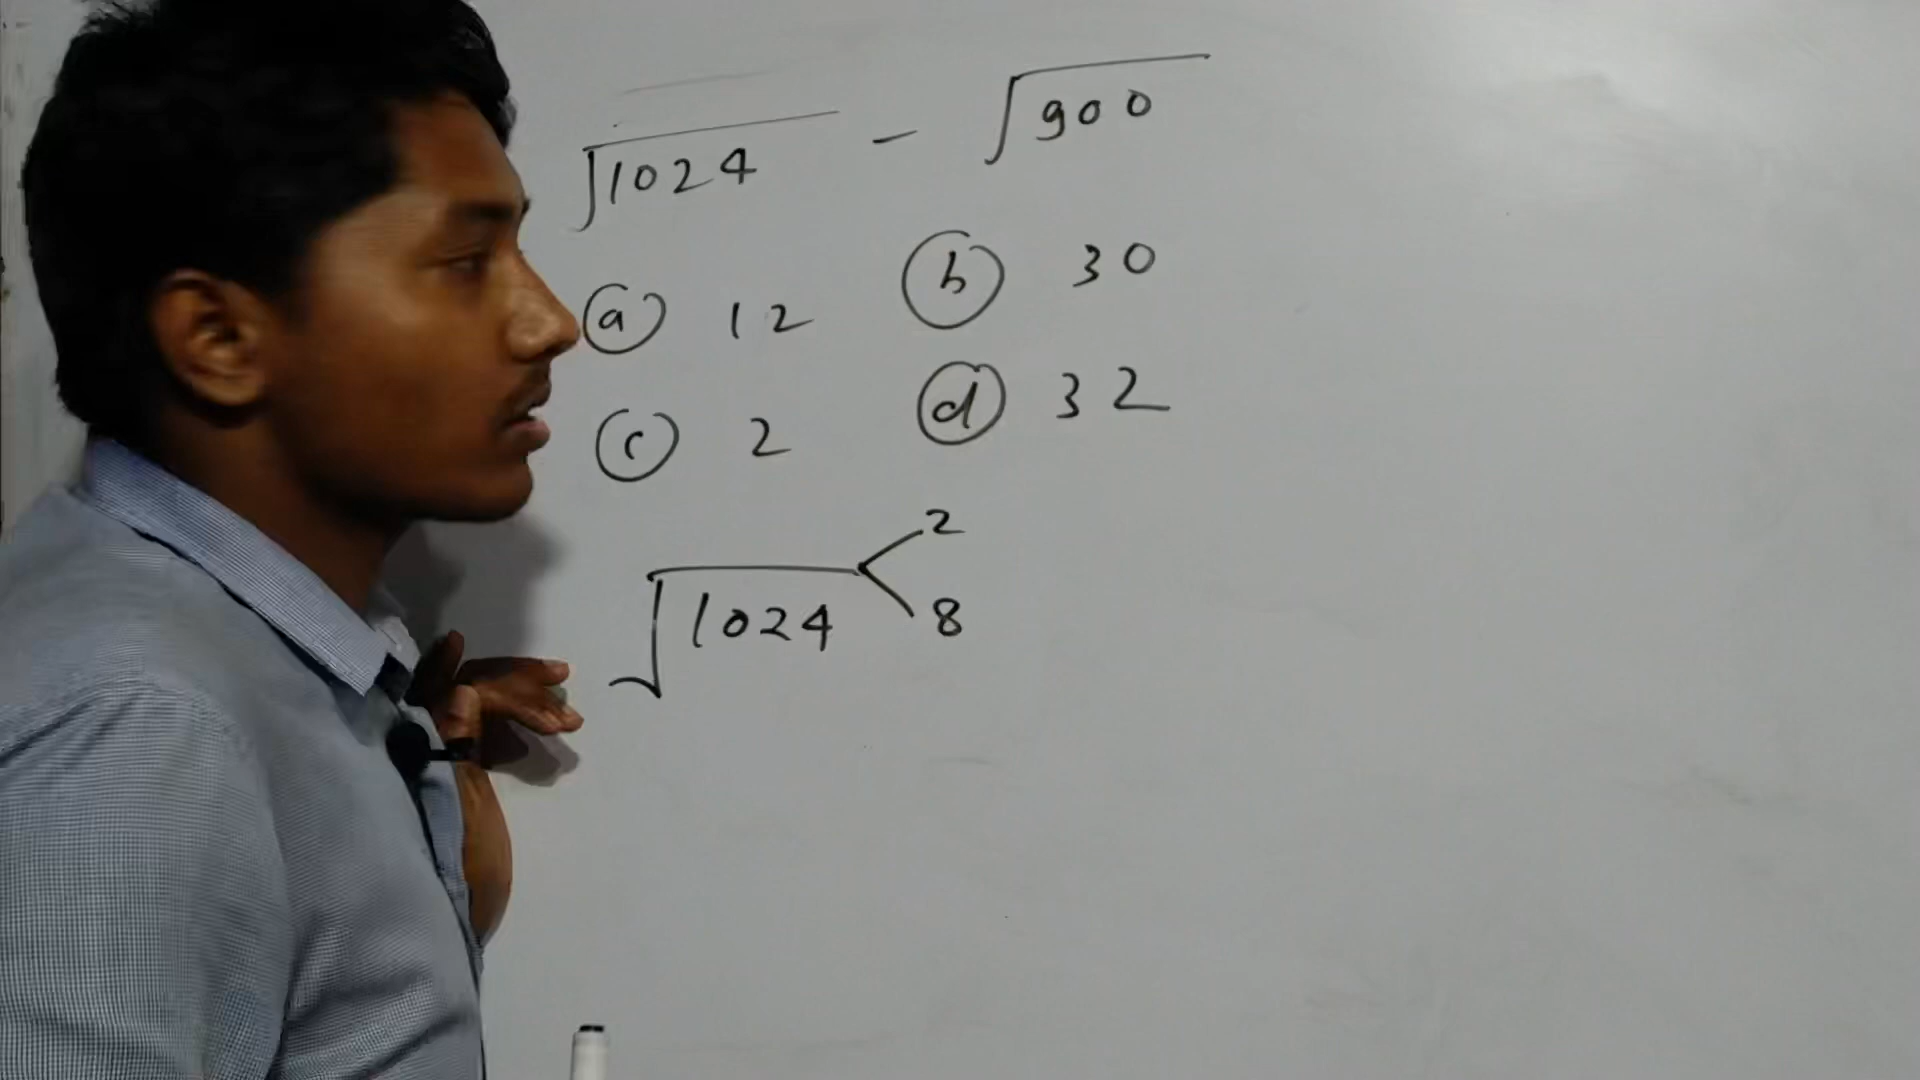 √1024 - √900
(a) 12 (b) 30
(c) 2 (d) 32
√1024 < 2
8